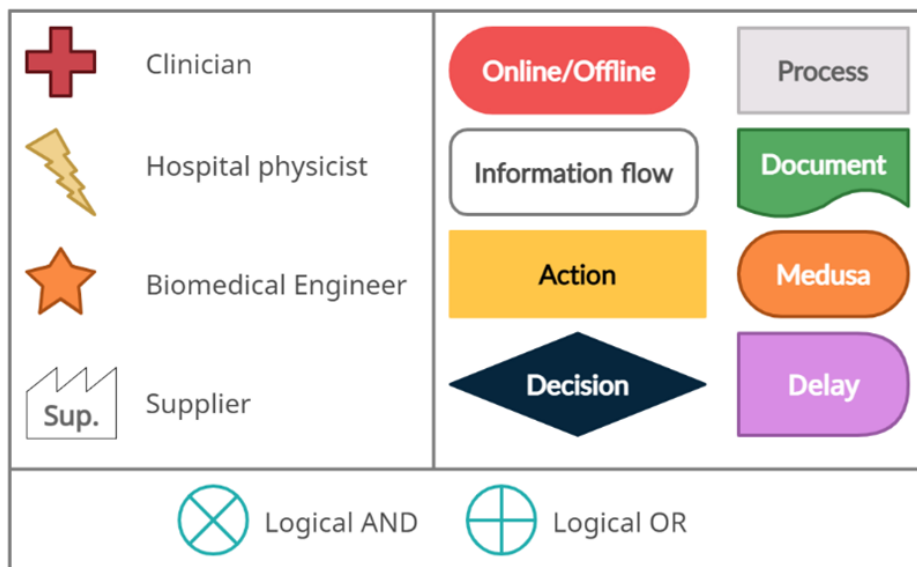 Clinician
Hospital physicist
Biomedical Engineer
Sup.
Supplier
Online/Offline
Process
Information flow
Document
Action
Medusa
Decision
Delay
Logical AND
Logical OR